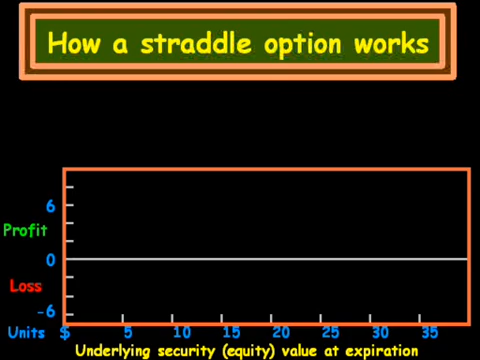 How a straddle option works
6
Profit
0
Loss
-6
Units $ 5 10 15 20 25 30 35
Underlying security (equity) value at expiration